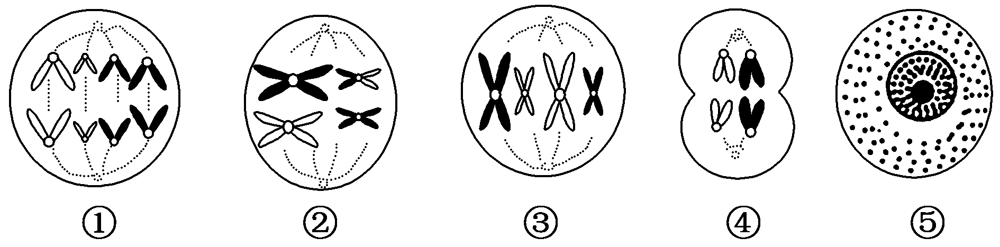 ① ② ③ ④ ⑤